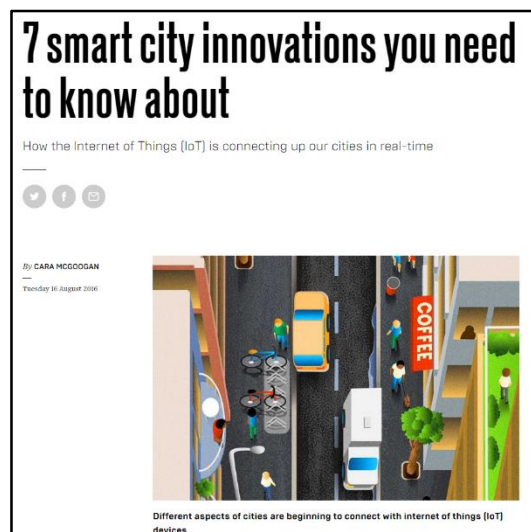 7 smart city innovations you need
to know about
How the Internet of Things (IoT) is connecting up our cities in real-time
By CARA MCGOOGAN
Tuesday 16 August 2016
COFFEE
Different aspects of cities are beginning to connect with internet of things (IoT)
devices